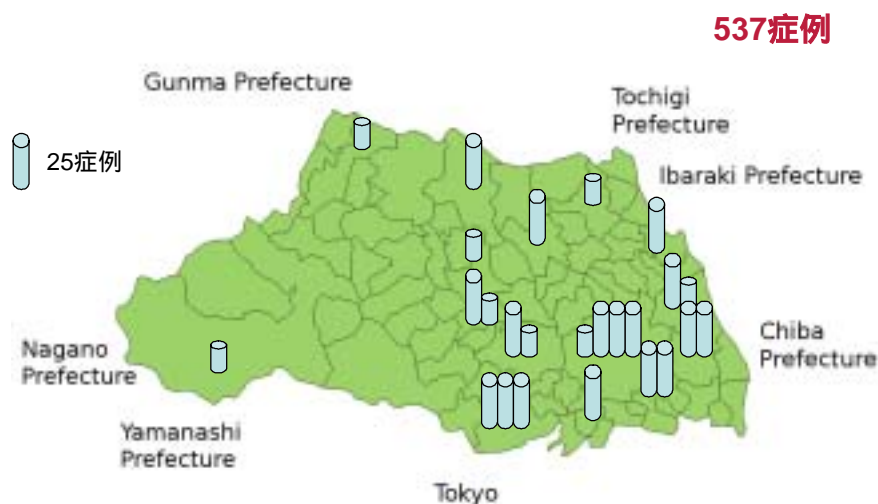 537症例
Gunma Prefecture
Tochigi
Prefecture
25症例
Ibaraki Prefecture
Chiba
Prefecture
Nagano
Prefecture
Yamanashi
Prefecture
Tokyo